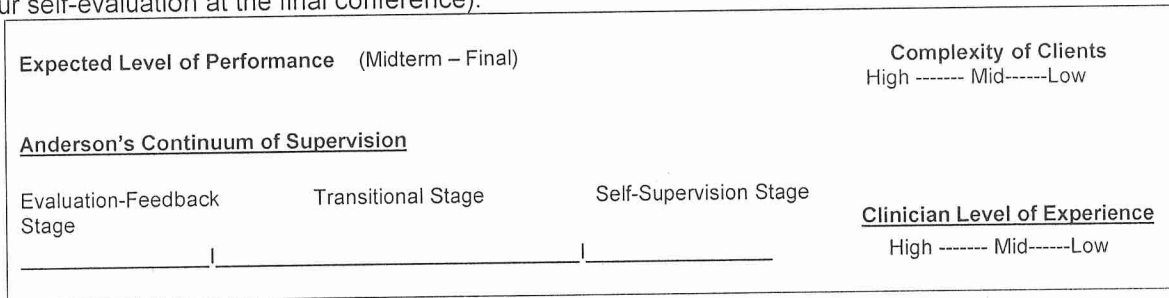 ur self-evaluation at the final conference).
Expected Level of Performance (Midterm – Final)
Complexity of Clients
High ------- Mid------Low
Anderson's Continuum of Supervision
Evaluation-Feedback Stage
Transitional Stage
Self-Supervision Stage
Clinician Level of Experience
High ------- Mid------Low